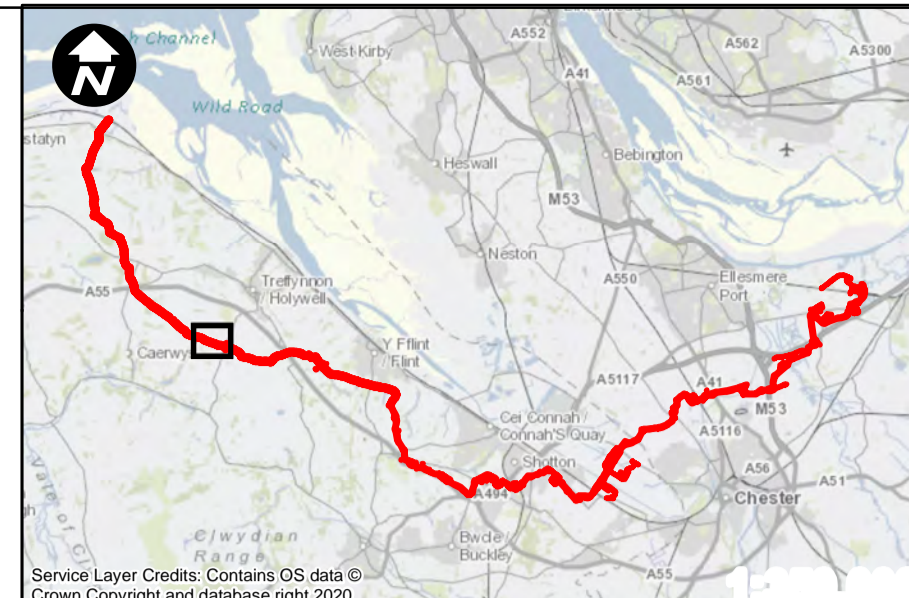 N
h Channel
Wild Road
West Kirby
A552
A562
A5300
A41
A561
statyn
Heswall
Bebington
M53
Neston
A550
Ellesmere
Port
Treffynnon
/ Holywell
A55
Caerwy
Y Fflint
/ Flint
A5117
A41
M53
A5116
Cei Connah /
Connah'S Quay
Shotton
A56
A51
Chester
A494
Clwydian
Range
Bwcle /
Buckley
A55
Service Layer Credits: Contains OS data ©
Crown Copyright and database right 2020